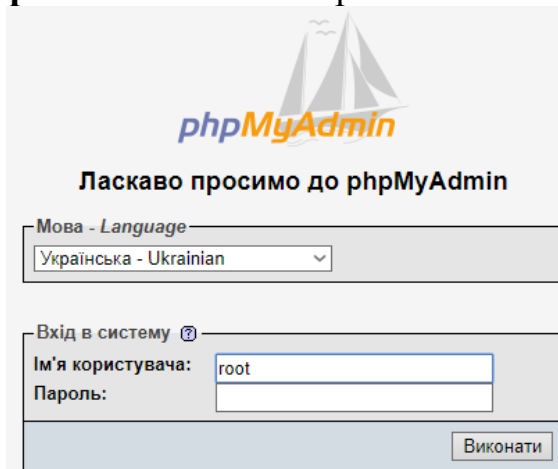 phpMyAdmin
Ласкаво просимо до phpMyAdmin
Мова - Language
Українська - Ukrainian
Вхід в систему
Ім'я користувача: root
Пароль:
Виконати